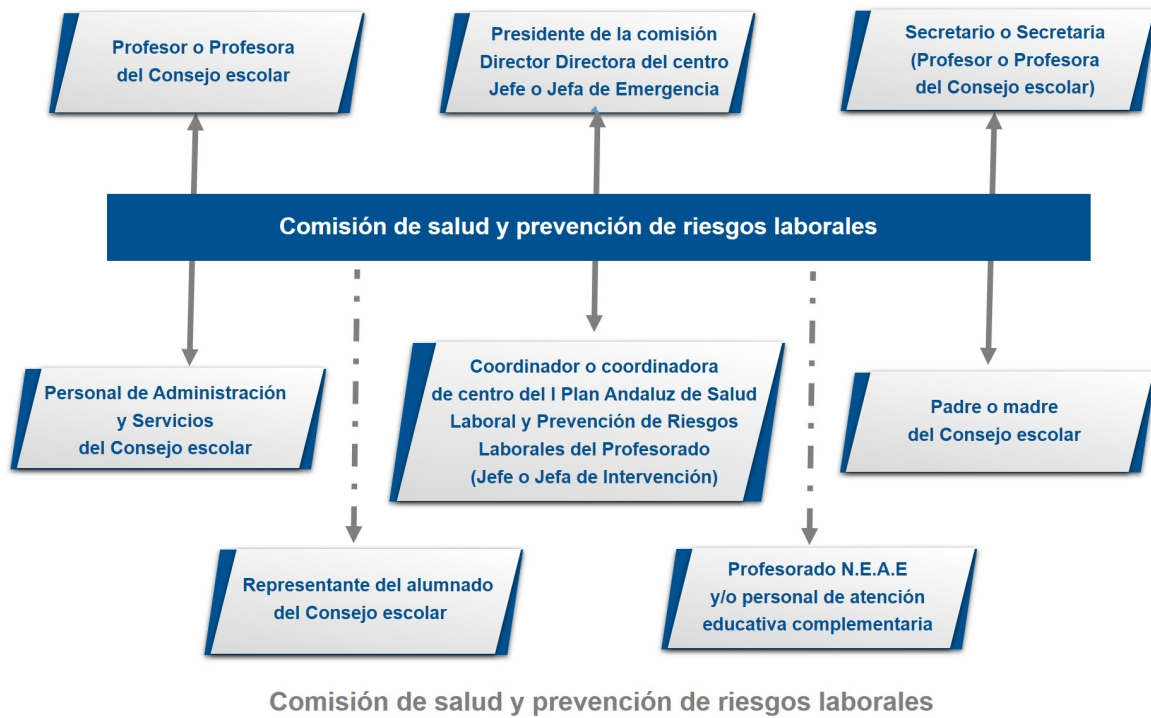 Profesor o Profesora
del Consejo escolar
Presidente de la comisión
Director Directora del centro
Jefe o Jefa de Emergencia
Secretario o Secretaria
(Profesor o Profesora
del Consejo escolar)
Comisión de salud y prevención de riesgos laborales
Personal de Administración
y Servicios
del Consejo escolar
Coordinador o coordinadora
de centro del I Plan Andaluz de Salud
Laboral y Prevención de Riesgos
Laborales del Profesorado
(Jefe o Jefa de Intervención)
Padre o madre
del Consejo escolar
Representante del alumnado
del Consejo escolar
Profesorado N.E.A.E
y/o personal de atención
educativa complementaria
Comisión de salud y prevención de riesgos laborales